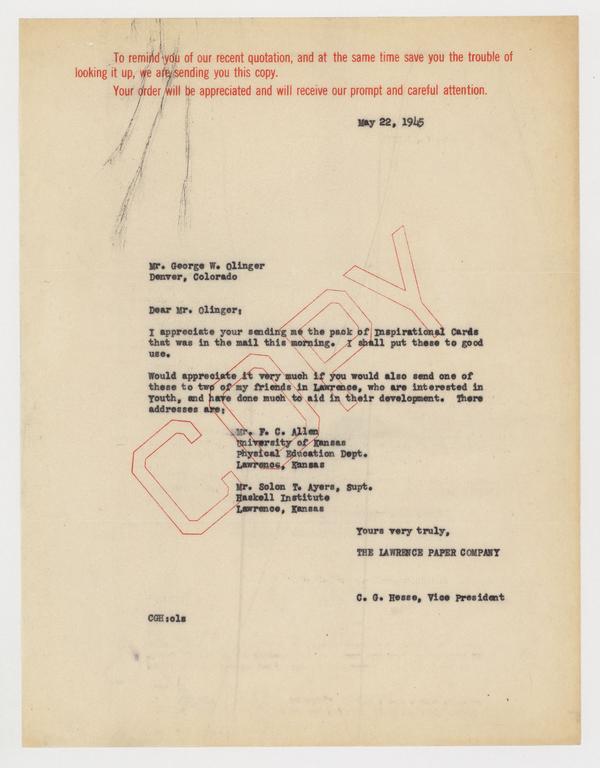 To remind you of our recent quotation, and at the same time save you the trouble of
looking it up, we are sending you this copy.
Your order will be appreciated and will receive our prompt and careful attention.
May 22, 1945
Mr. George W. Olinger
Denver, Colorado
Dear Mr. Olinger;
I appreciate your sending me the pack of Inspirational Cards
that was in the mail this morning. I shall put these to good
use.
Would appreciate it very much if you would also send one of
these to two of my friends in Lawrence, who are interested in
Youth, and have done much to aid in their development. There
addresses are;
Mr. F. C. Allen
University of Kansas
Physical Education Dept.
Lawrence, Kansas
Mr. Solon T. Ayers, Supt.
Haskell Institute
Lawrence, Kansas
Yours very truly,
THE LAWRENCE PAPER COMPANY
C. G. Hesse, Vice President
CGH:cls
COPY